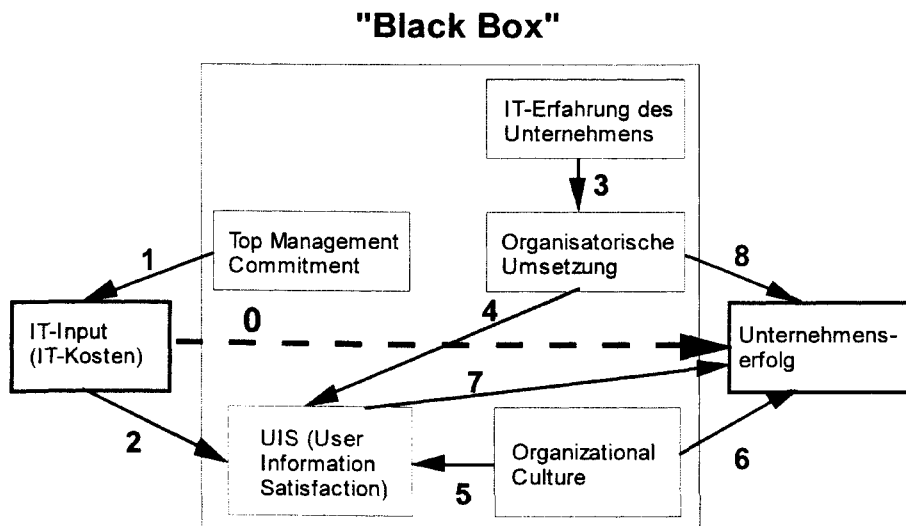 "Black Box"
IT-Erfahrung des
Unternehmens
3
Top Management
Commitment
Organisatorische
Umsetzung
1
8
4
0
IT-Input
(IT-Kosten)
Unternehmens-
erfolg
7
2
UIS (User
Information
Satisfaction)
5
Organizational
Culture
6